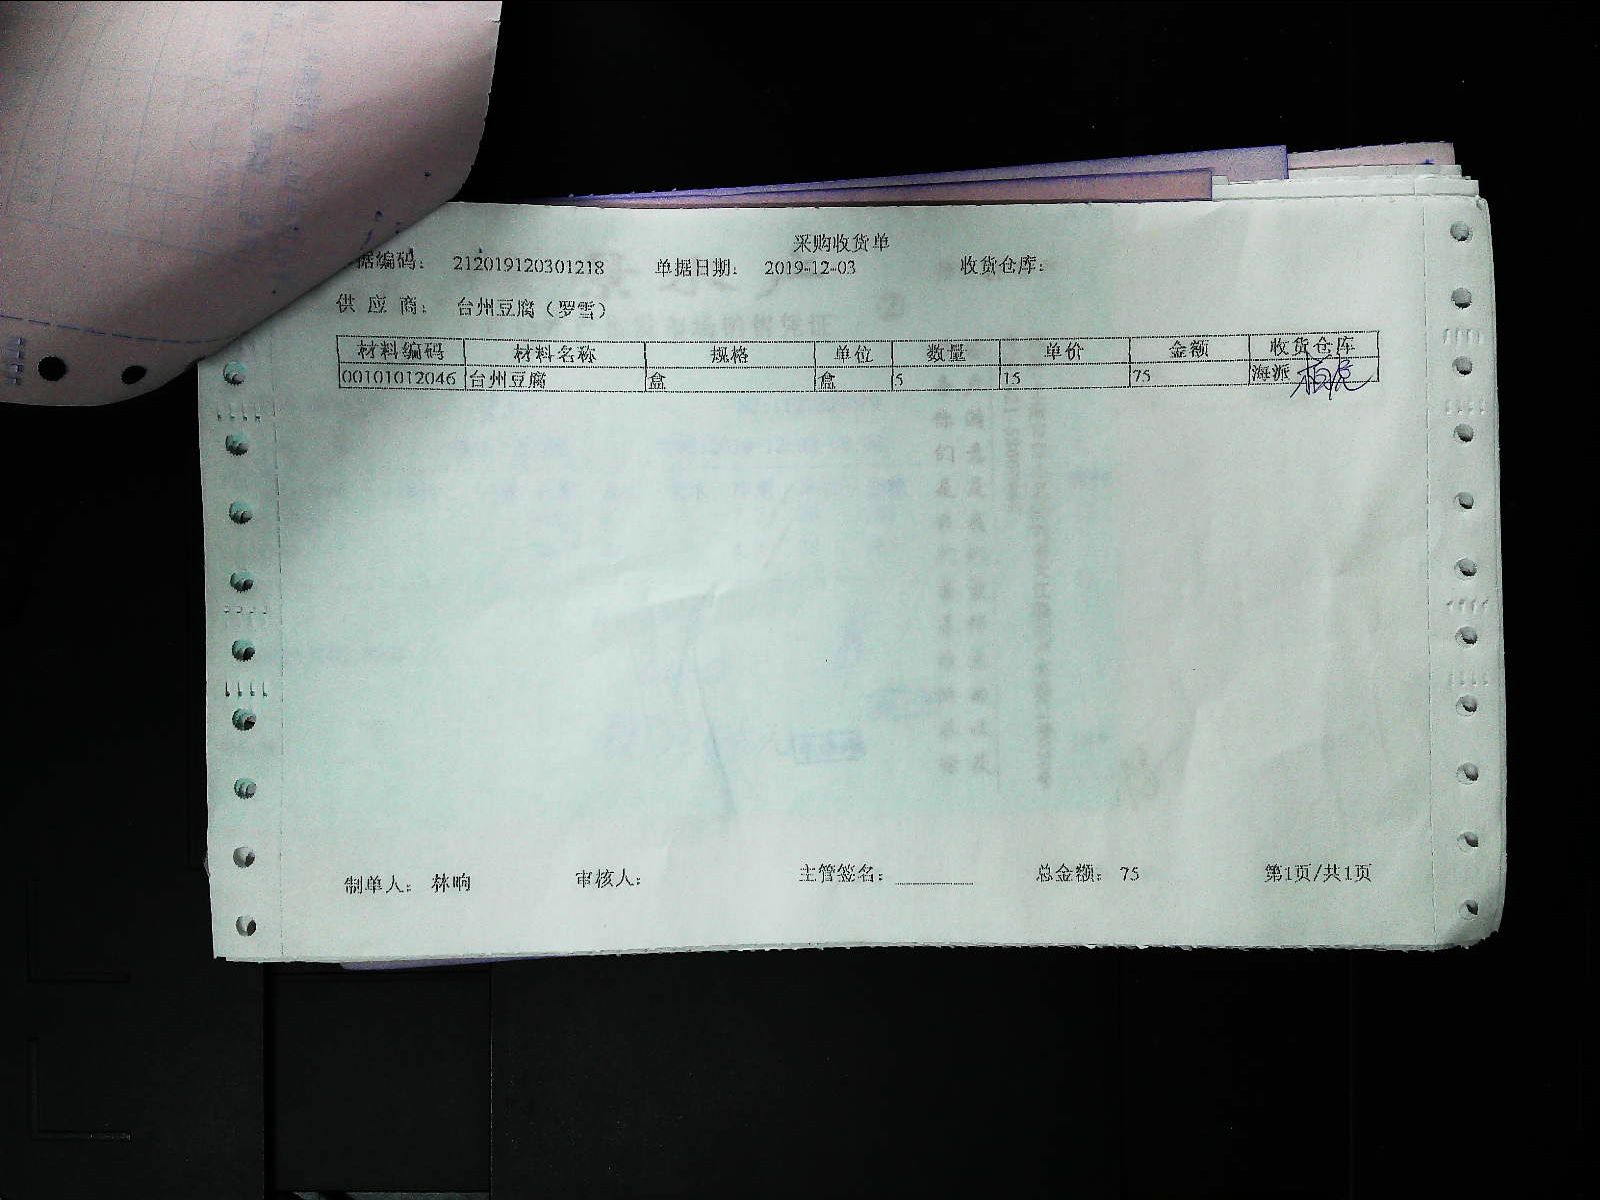 采购收货单
据编码： 212019120301218 单据日期： 2019-12-03 收货仓库：
供 应 商： 台州豆腐（罗雪）
材料编码 材料名称 规格 单位 数量 单价 金额 收货仓库
00101012046 台州豆腐 盒 盒 5 15 75 海派
制单人： 林响 审核人： 主管签名： ________ 总金额： 75 第1页/共1页